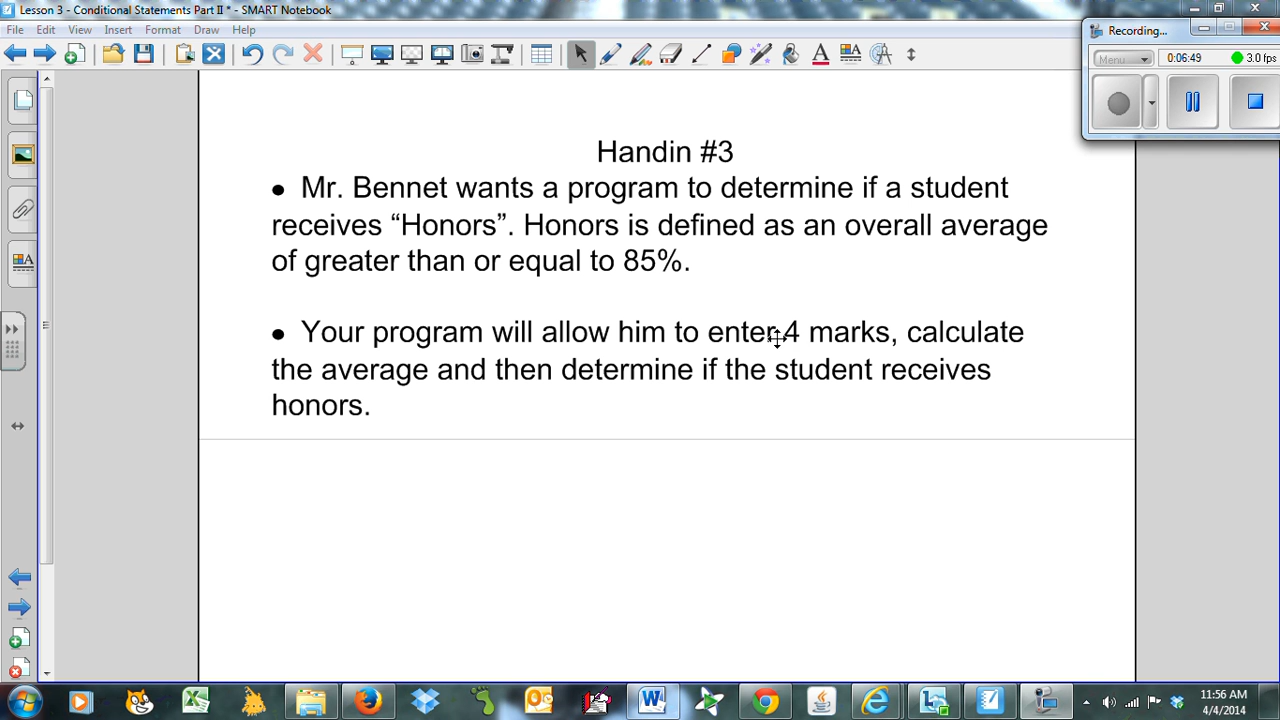 Lesson 3 - Conditional Statements Part II * - SMART Notebook
Recording...
File Edit View Insert Format Draw Help
Menu 0:06:49 3.0 fps
Handin #3
• Mr. Bennet wants a program to determine if a student
receives “Honors”. Honors is defined as an overall average
of greater than or equal to 85%.
• Your program will allow him to enter 4 marks, calculate
the average and then determine if the student receives
honors.
11:56 AM
4/4/2014